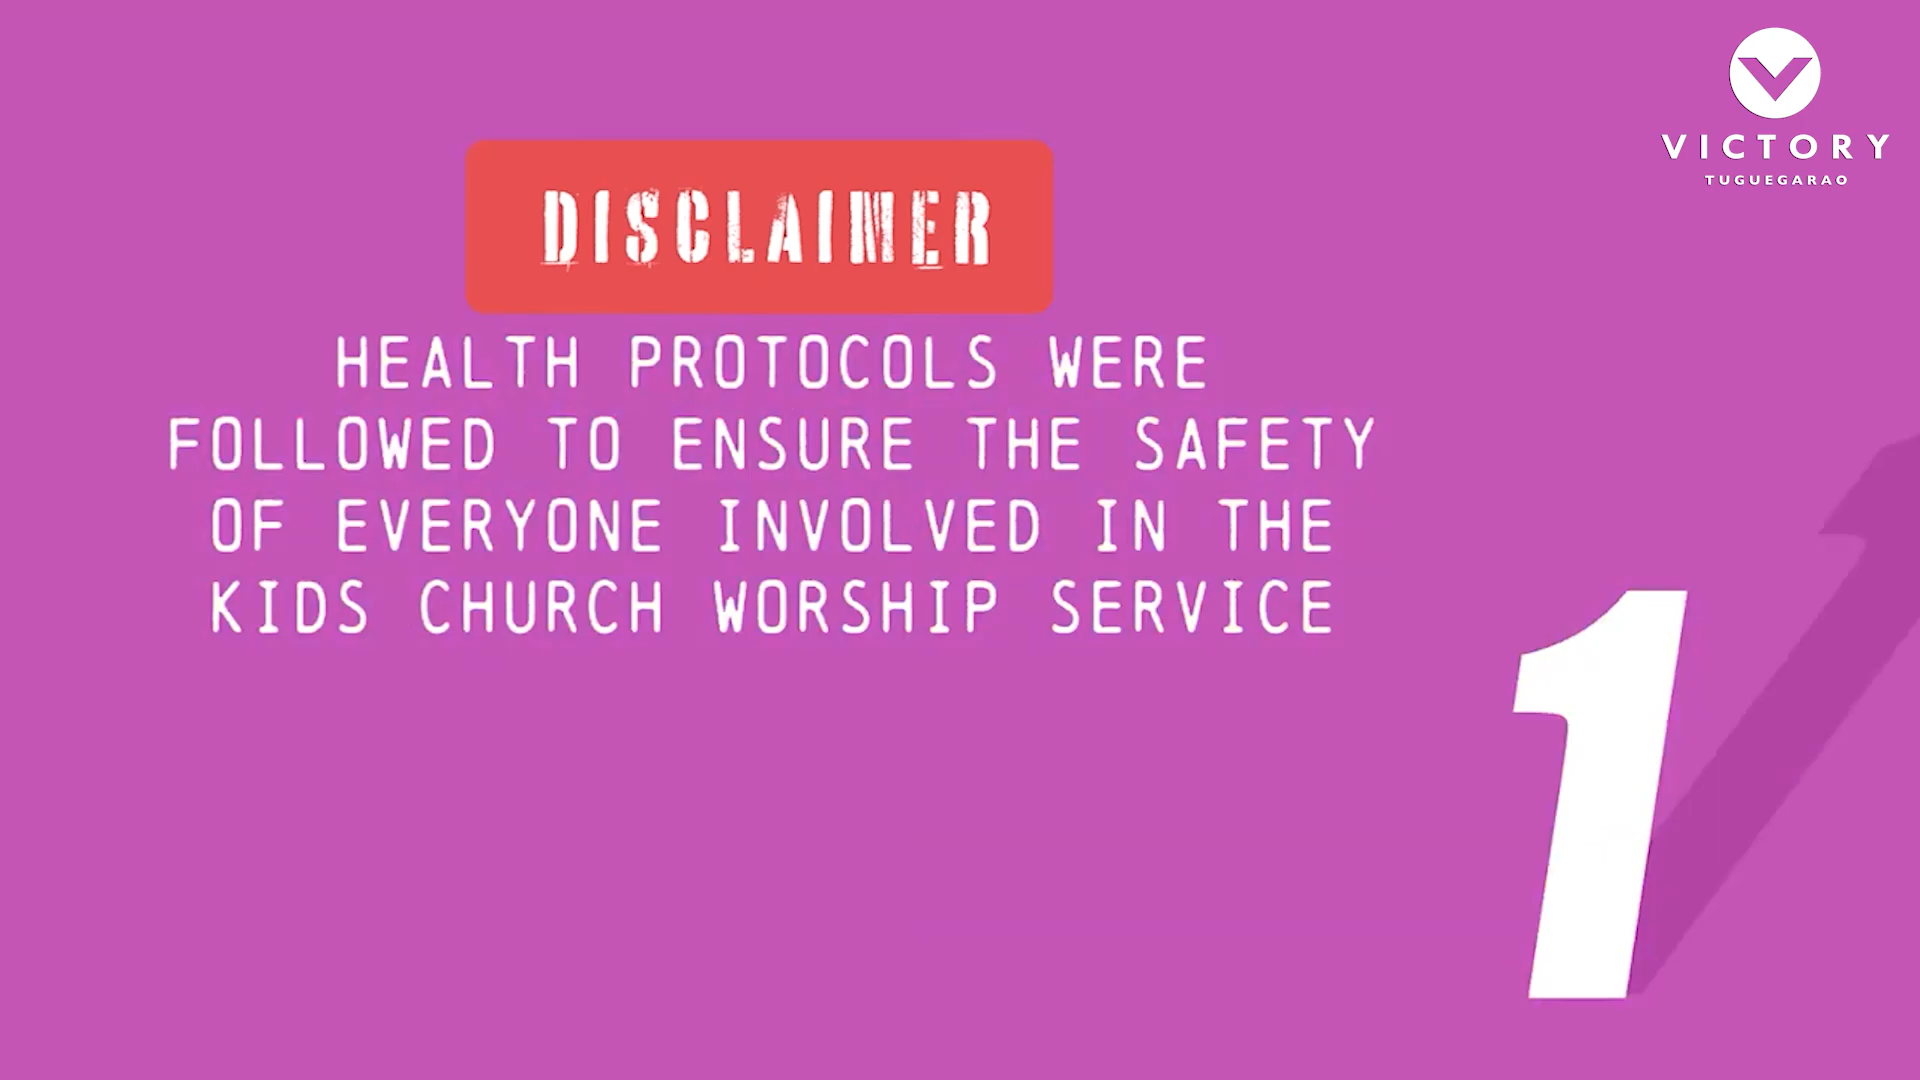 VICTORY
TUGUEGARAO
DISCLAIMER
HEALTH PROTOCOLS WERE
FOLLOWED TO ENSURE THE SAFETY
OF EVERYONE INVOLVED IN THE
KIDS CHURCH WORSHIP SERVICE
1